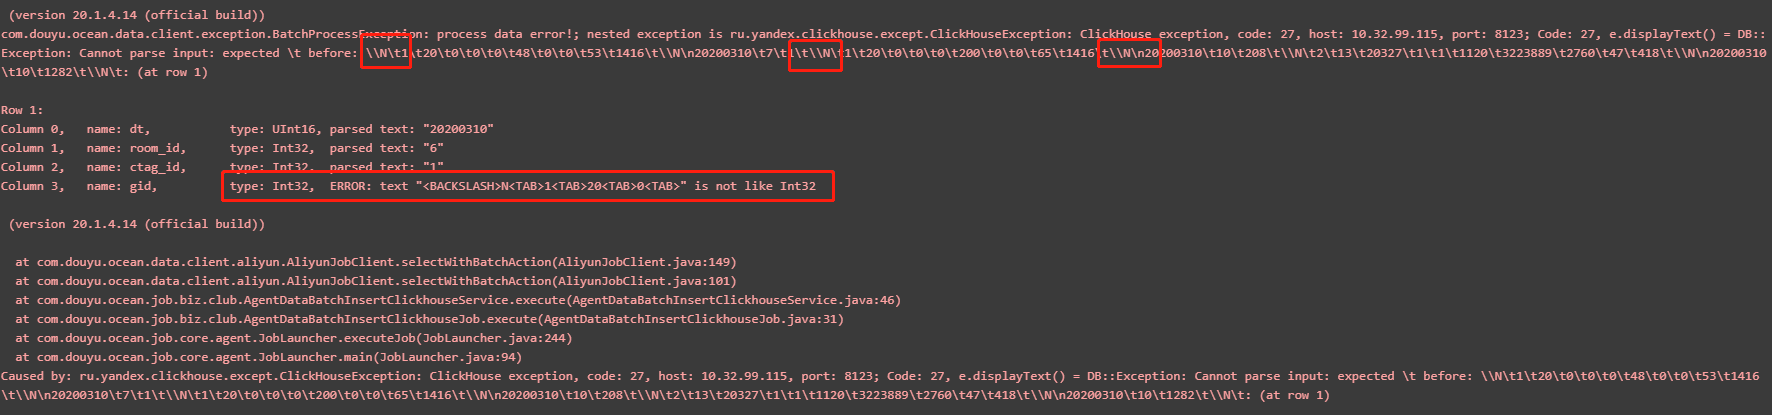 (version 20.1.4.14 (official build))
com.douyu.ocean.data.client.exception.BatchProcessException: process data error!; nested exception is ru.yandex.clickhouse.except.ClickHouseException: ClickHouse exception, code: 27, host: 10.32.99.115, port: 8123; Code: 27, e.displayText() = DB::
Exception: Cannot parse input: expected \t before: \\N\t1\t20\t0\t0\t0\t48\t0\t0\t53\t1416\t\\N\n20200310\t7\t1\t\\N\t1\t20\t0\t0\t0\t200\t0\t0\t65\t1416\t\\N\n20200310\t10\t208\t\\N\t2\t13\t20327\t1\t1\t1120\t3223889\t2760\t47\t418\t\\N\n20200310
\t10\t1282\t\\N\t: (at row 1)
Row 1:
Column 0,   name: dt,          type: UInt16, parsed text: "20200310"
Column 1,   name: room_id,     type: Int32,  parsed text: "6"
Column 2,   name: ctag_id,     type: Int32,  parsed text: "1"
Column 3,   name: gid,         type: Int32,  ERROR: text "<BACKSLASH>N<TAB>1<TAB>20<TAB>0<TAB>" is not like Int32
(version 20.1.4.14 (official build))
at com.douyu.ocean.data.client.aliyun.AliyunJobClient.selectWithBatchAction(AliyunJobClient.java:149)
at com.douyu.ocean.data.client.aliyun.AliyunJobClient.selectWithBatchAction(AliyunJobClient.java:101)
at com.douyu.ocean.job.biz.club.AgentDataBatchInsertClickhouseService.execute(AgentDataBatchInsertClickhouseService.java:46)
at com.douyu.ocean.job.biz.club.AgentDataBatchInsertClickhouseJob.execute(AgentDataBatchInsertClickhouseJob.java:31)
at com.douyu.ocean.job.core.agent.JobLauncher.executeJob(JobLauncher.java:244)
at com.douyu.ocean.job.core.agent.JobLauncher.main(JobLauncher.java:94)
Caused by: ru.yandex.clickhouse.except.ClickHouseException: ClickHouse exception, code: 27, host: 10.32.99.115, port: 8123; Code: 27, e.displayText() = DB::Exception: Cannot parse input: expected \t before: \\N\t1\t20\t0\t0\t0\t48\t0\t0\t53\t1416
\t\\N\n20200310\t7\t1\t\\N\t1\t20\t0\t0\t0\t200\t0\t0\t65\t1416\t\\N\n20200310\t10\t208\t\\N\t2\t13\t20327\t1\t1\t1120\t3223889\t2760\t47\t418\t\\N\n20200310\t10\t1282\t\\N\t: (at row 1)